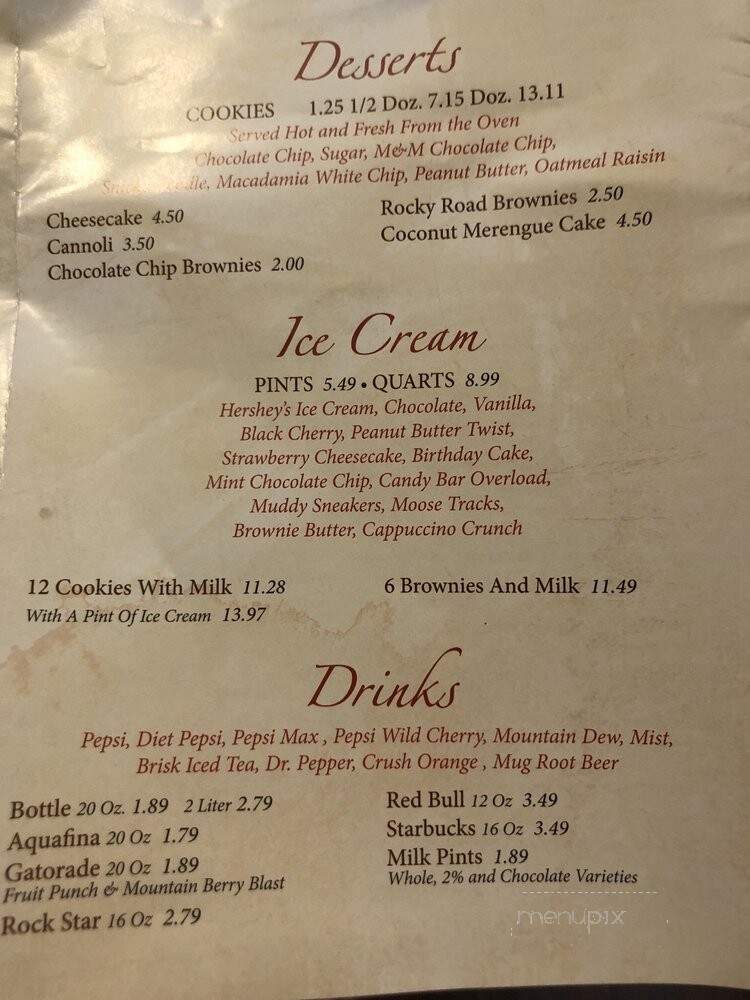 Desserts
COOKIES 1.25 1/2 Doz. 7.15 Doz. 13.11
Served Hot and Fresh From the Oven
Chocolate Chip, Sugar, M&M Chocolate Chip,
Macadamia White Chip, Peanut Butter, Oatmeal Raisin
Cheesecake 4.50
Cannoli 3.50
Chocolate Chip Brownies 2.00
Rocky Road Brownies 2.50
Coconut Merengue Cake 4.50
Ice Cream
PINTS 5.49 • QUARTS 8.99
Hershey's Ice Cream, Chocolate, Vanilla,
Black Cherry, Peanut Butter Twist,
Strawberry Cheesecake, Birthday Cake,
Mint Chocolate Chip, Candy Bar Overload,
Muddy Sneakers, Moose Tracks,
Brownie Butter, Cappuccino Crunch
12 Cookies With Milk 11.28
With A Pint Of Ice Cream 13.97
6 Brownies And Milk 11.49
Drinks
Pepsi, Diet Pepsi, Pepsi Max , Pepsi Wild Cherry, Mountain Dew, Mist,
Brisk Iced Tea, Dr. Pepper, Crush Orange , Mug Root Beer
Bottle 20 Oz. 1.89 2 Liter 2.79
Aquafina 20 Oz 1.79
Gatorade 20 Oz 1.89
Fruit Punch & Mountain Berry Blast
Rock Star 16 Oz 2.79
Red Bull 12 Oz 3.49
Starbucks 16 Oz 3.49
Milk Pints 1.89
Whole, 2% and Chocolate Varieties
menupix